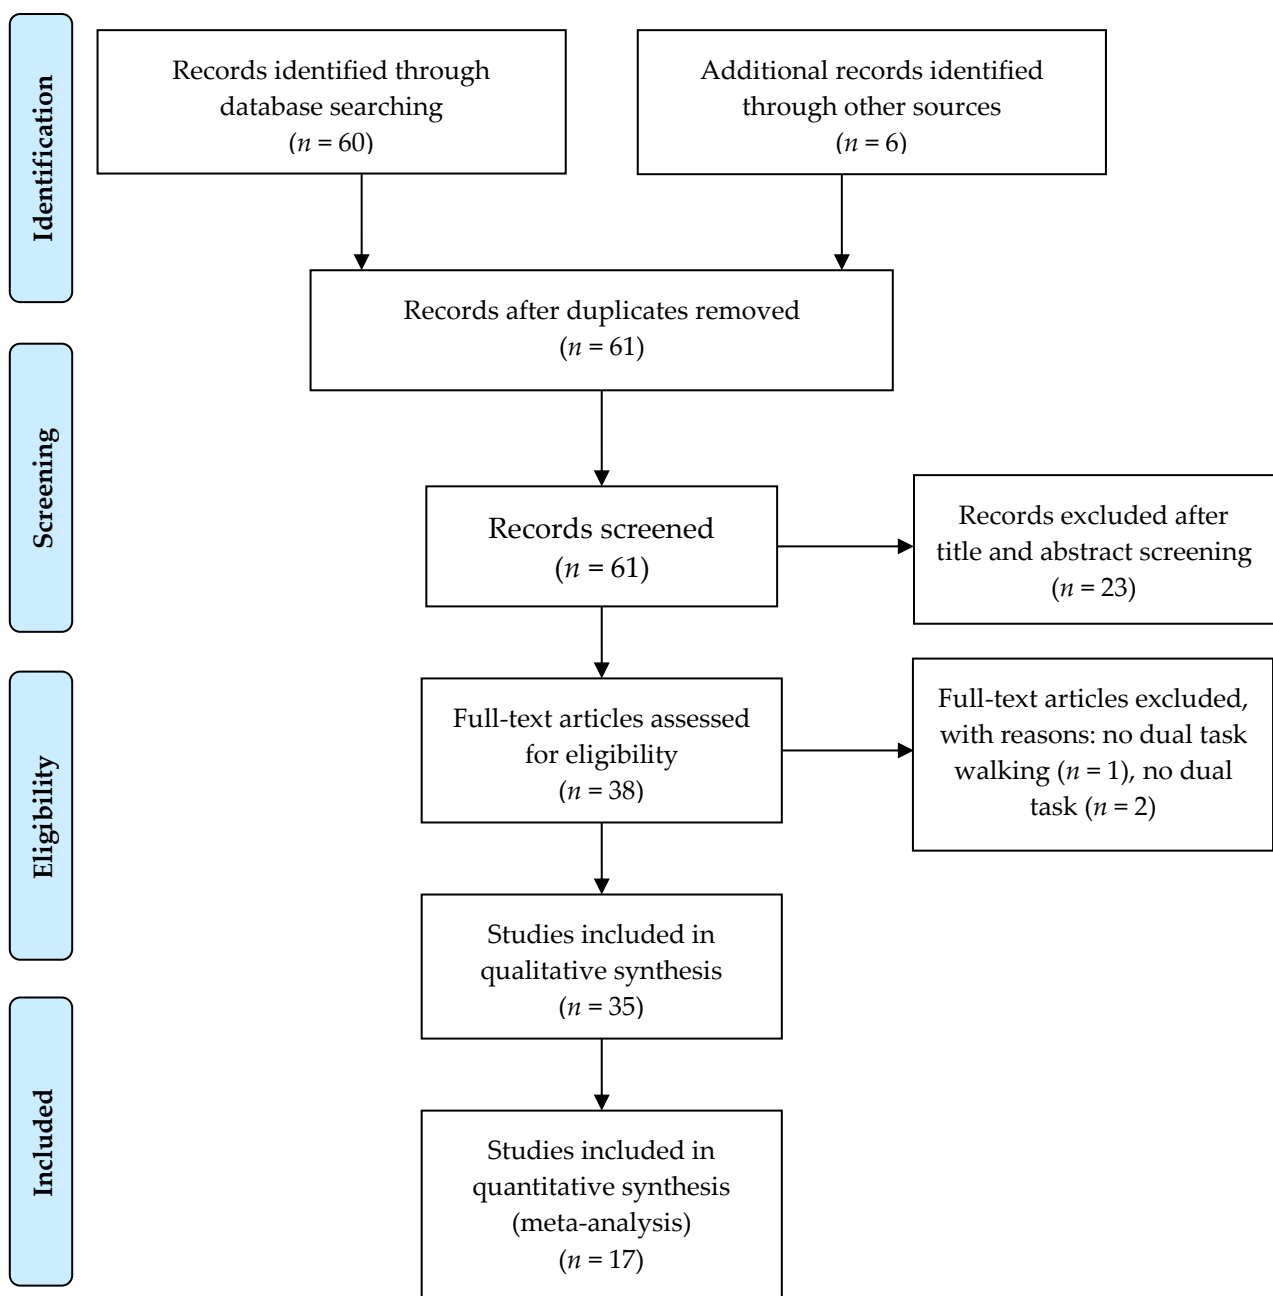 Identification
Records identified through
database searching
(n = 60)
Additional records identified
through other sources
(n = 6)
Records after duplicates removed
(n = 61)
Screening
Records screened
(n = 61)
Records excluded after
title and abstract screening
(n = 23)
Eligibility
Full-text articles assessed
for eligibility
(n = 38)
Full-text articles excluded,
with reasons: no dual task
walking (n = 1), no dual
task (n = 2)
Studies included in
qualitative synthesis
(n = 35)
Included
Studies included in
quantitative synthesis
(meta-analysis)
(n = 17)